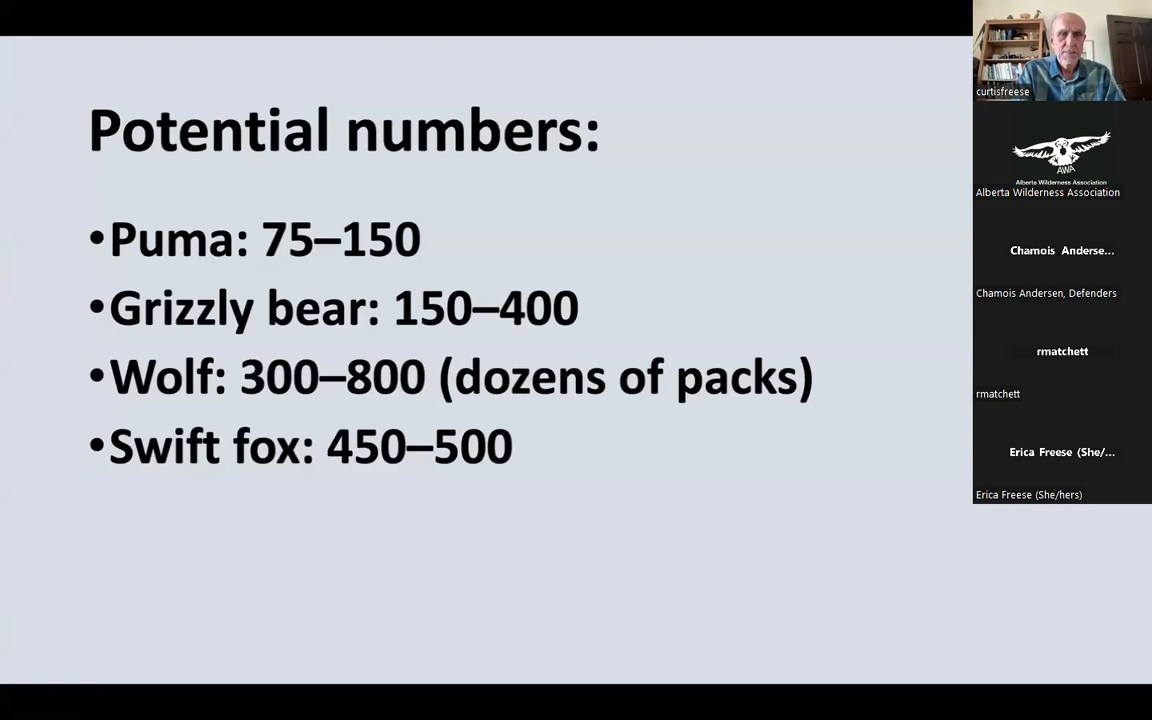 Potential numbers:
•Puma: 75–150
•Grizzly bear: 150–400
•Wolf: 300–800 (dozens of packs)
•Swift fox: 450–500
curtisfreese
AWA
Alberta Wilderness Association
Alberta Wilderness Association
Chamois Anderse...
Chamois Andersen, Defenders
rmatchett
rmatchett
Erica Freese (She/...
Erica Freese (She/hers)